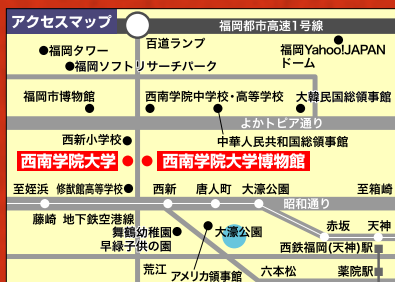 アクセスマップ
福岡都市高速1号線
百道ランプ
福岡タワー
福岡Yahoo!JAPAN
ドーム
福岡ソフトリサーチパーク
福岡市博物館
西南学院中学校・高等学校
大韓民国総領事館
よかトピア通り
西新小学校
中華人民共和国総領事館
西南学院大学
西南学院大学博物館
至姪浜
修猷館高等学校
西新
唐人町
大濠公園
至箱崎
昭和通り
藤崎
地下鉄空港線
舞鶴幼稚園
早緑子供の園
大濠公園
赤坂
天神
西鉄福岡(天神)駅
荒江
アメリカ領事館
六本松
薬院駅